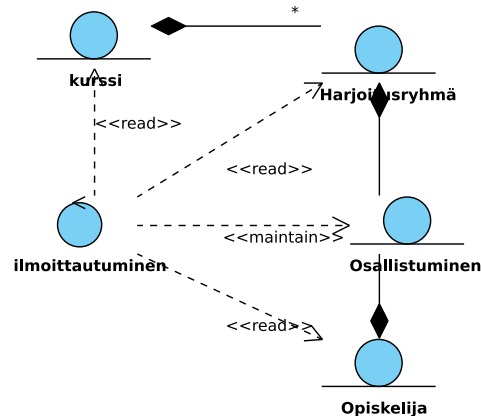 *
kurssi
Harjoitusryhmä
<<read>>
<<read>>
<<maintain>>
ilmoittautuminen
Osallistuminen
<<read>>
Opiskelija